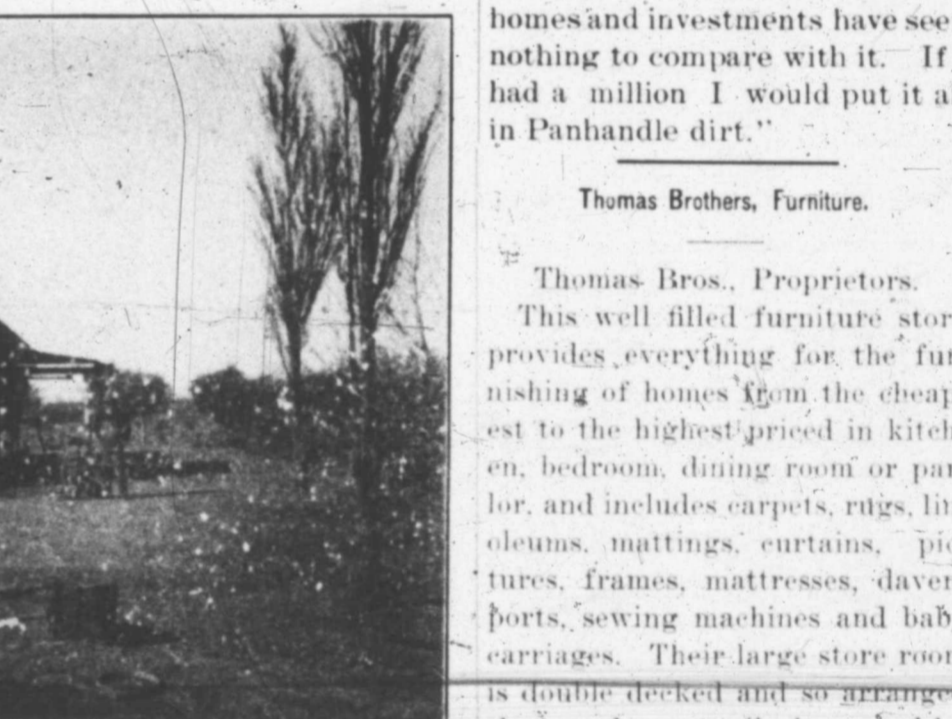 homes and investments have see
nothing to compare with it. If
had a million I would put it a
in Panhandle dirt."
Thomas Brothers, Furniture.
Thomas Bros., Proprietors.
This well filled furniture stor
provides everything for the fur
nishing of homes from the cheap
est to the highest priced in kitch
en, bedroom, dining room or par
lor, and includes carpets, rugs, lin
oleums, mattings, curtains, pic
tures, frames, mattresses, daven
ports, sewing machines and bab
carriages. Their large store room
is double decked and so arrange